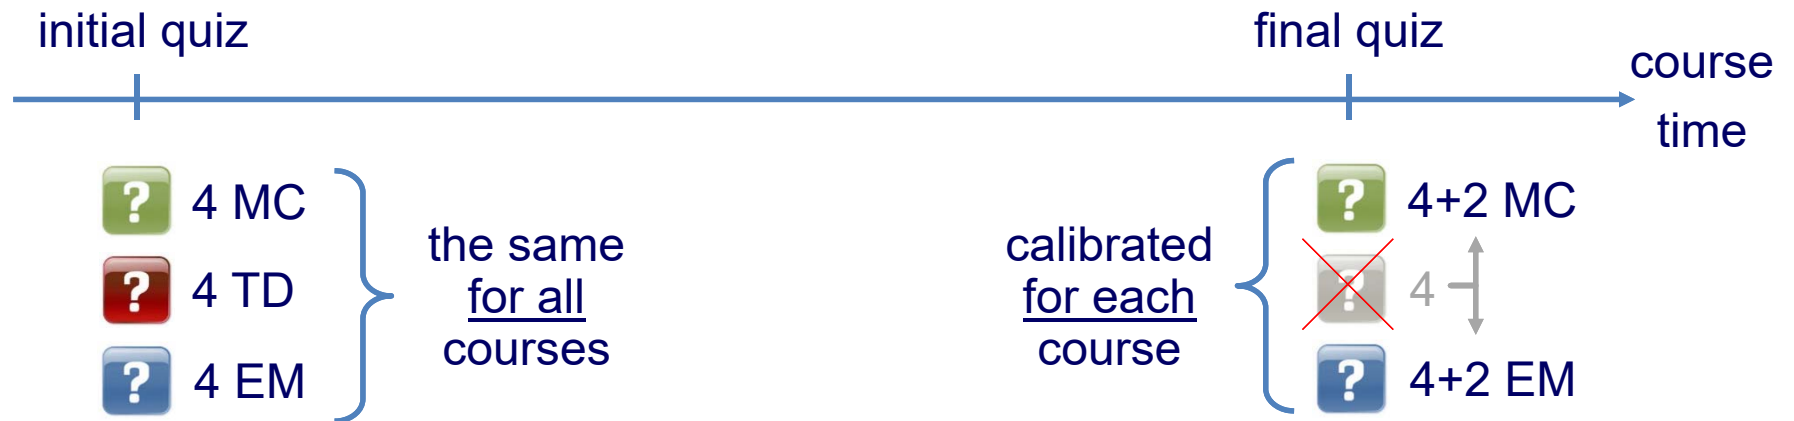 initial quiz
final quiz
course
time
? 4 MC
? 4 TD
? 4 EM
the same
for all
courses
calibrated
for each
course
? 4+2 MC
? 4
? 4+2 EM